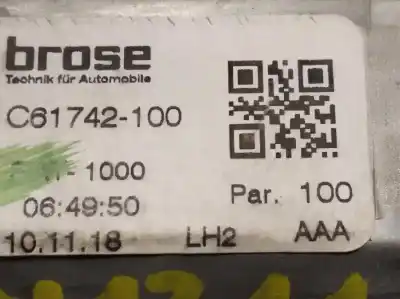 brose
Technik für Automobile
C61742-100
- 1000
Par. 100
06:49:50
10.11.18 LH2 AAA